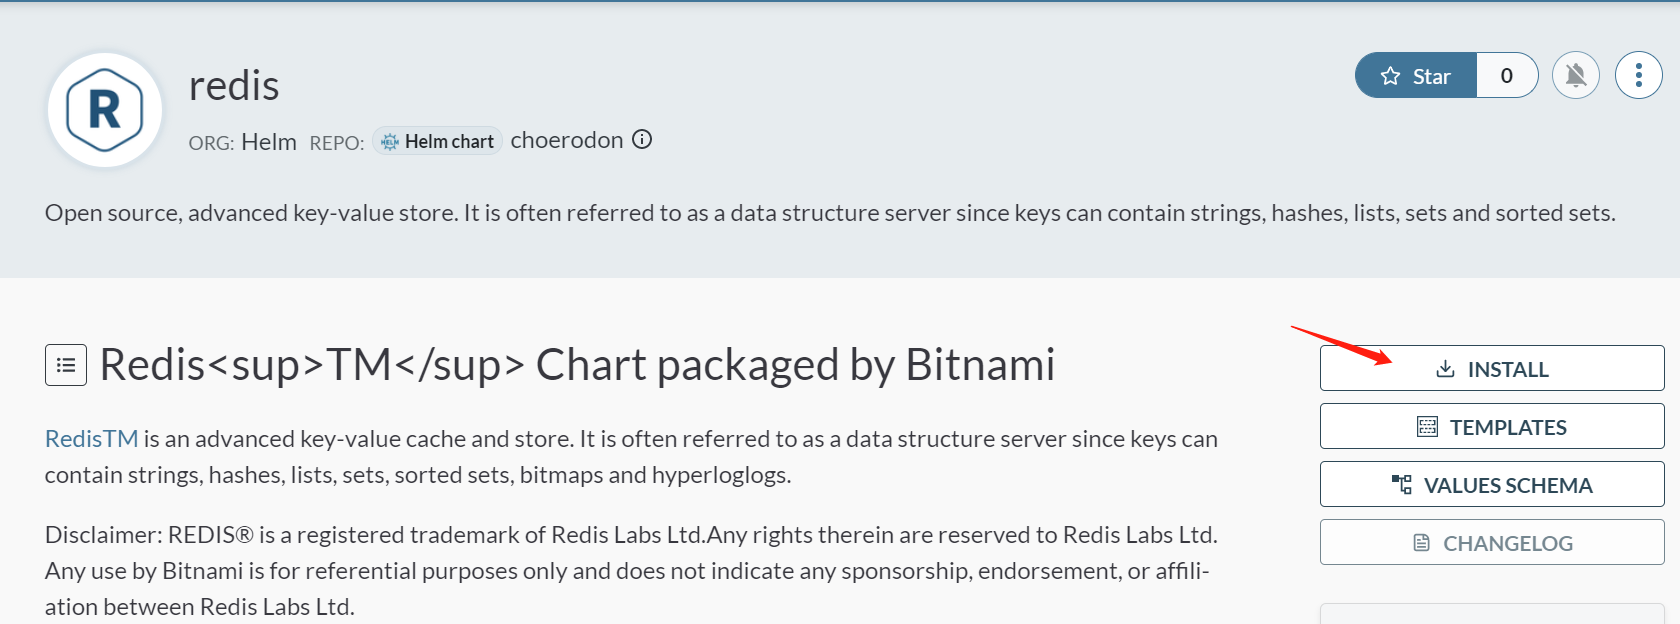 R
redis
Star 0
ORG: Helm REPO: HELM Helm chart choerodon
Open source, advanced key-value store. It is often referred to as a data structure server since keys can contain strings, hashes, lists, sets and sorted sets.
Redis<sup>TM</sup> Chart packaged by Bitnami
RedisTM is an advanced key-value cache and store. It is often referred to as a data structure server since keys can
contain strings, hashes, lists, sets, sorted sets, bitmaps and hyperloglogs.
Disclaimer: REDIS® is a registered trademark of Redis Labs Ltd.Any rights therein are reserved to Redis Labs Ltd.
Any use by Bitnami is for referential purposes only and does not indicate any sponsorship, endorsement, or affili-
ation between Redis Labs Ltd.
INSTALL
TEMPLATES
VALUES SCHEMA
CHANGELOG